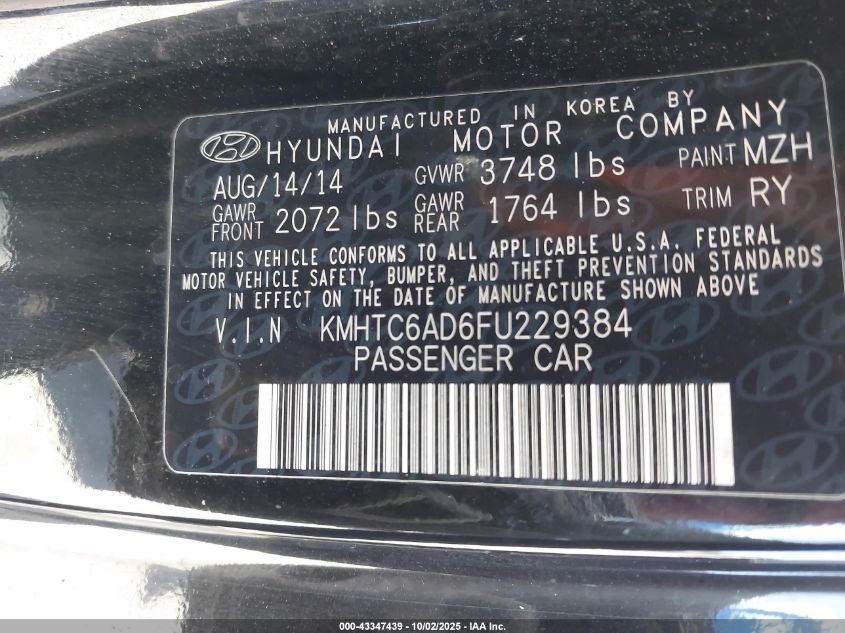 MANUFACTURED IN KOREA BY
HYUNDAI MOTOR COMPANY
AUG/14/14 GVWR 3748 lbs PAINT MZH
GAWR FRONT 2072 lbs GAWR REAR 1764 lbs TRIM RY
THIS VEHICLE CONFORMS TO ALL APPLICABLE U.S.A. FEDERAL
MOTOR VEHICLE SAFETY, BUMPER, AND THEFT PREVENTION STANDARDS
IN EFFECT ON THE DATE OF MANUFACTURE SHOWN ABOVE
V.I.N KMHTC6AD6FU229384
PASSENGER CAR
000-43347439 - 10/02/2025 - IAA Inc.